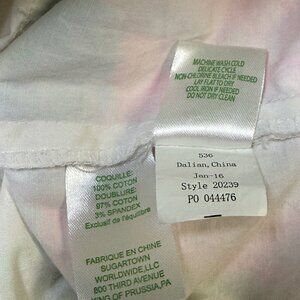 MACHINE WASH COLD
DELICATE CYCLE
NON-CHLORINE BLEACH IF NEEDED
LAY FLAT TO DRY
COOL IRON IF NEEDED
DO NOT DRY CLEAN
536
Dalian, China
Jan-16
Style 20239
PO 044476
COQUILLE:
100% COTON
DOUBLURE:
97% COTON
3% SPANDEX
Exclusif de l'équilibre
FABRIQUE EN CHINE
SUGARTOWN
WORLDWIDE,LLC
800 THIRD AVENUE
KING OF PRUSSIA,PA